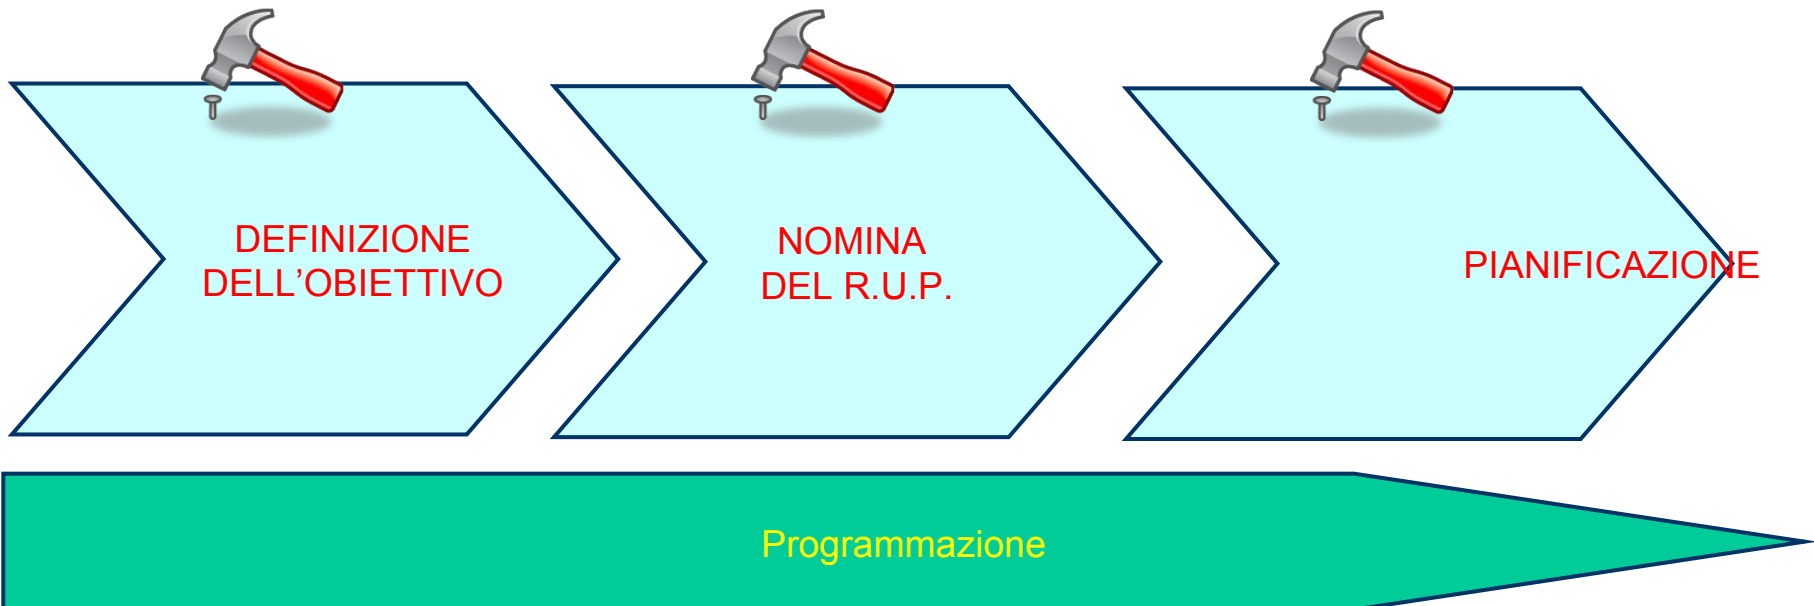 DEFINIZIONE
DELL’OBIETTIVO
NOMINA
DEL R.U.P.
PIANIFICAZIONE
Programmazione